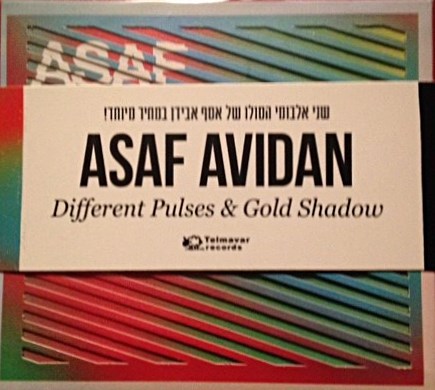 ASAF
שני אלבומי הסולו של אסף אבידן במחיר מיוחד!
ASAF AVIDAN
Different Pulses & Gold Shadow
Telmavar
records